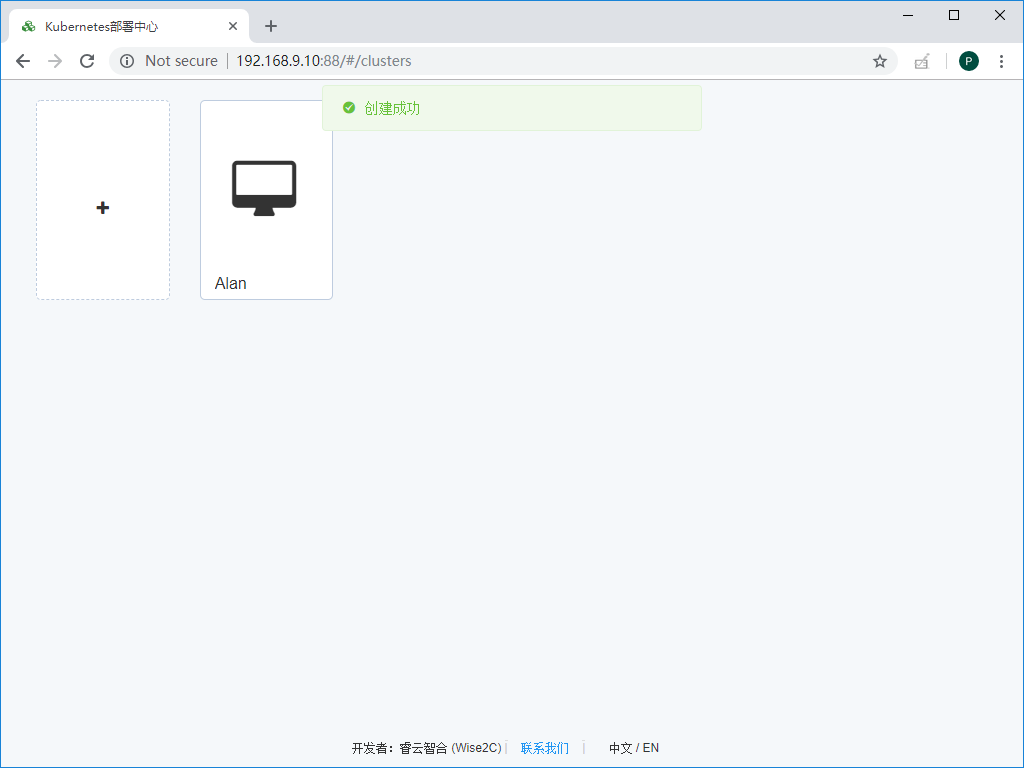 Kubernetes部署中心
Not secure 192.168.9.10:88/#/clusters
P
创建成功
Alan
开发者：睿云智合 (Wise2C) 联系我们 中文 / EN